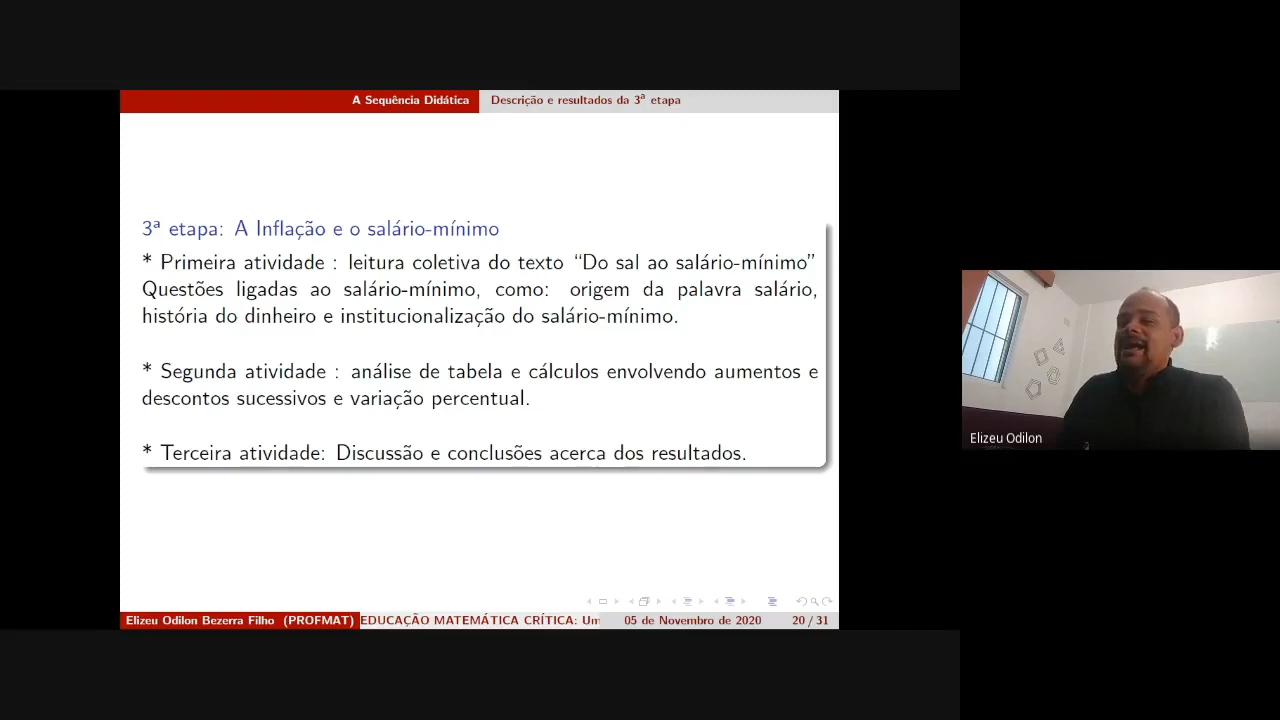 A Sequência Didática Descrição e resultados da 3ª etapa
3ª etapa: A Inflação e o salário-mínimo
* Primeira atividade : leitura coletiva do texto “Do sal ao salário-mínimo”
Questões ligadas ao salário-mínimo, como: origem da palavra salário,
história do dinheiro e institucionalização do salário-mínimo.
* Segunda atividade : análise de tabela e cálculos envolvendo aumentos e
descontos sucessivos e variação percentual.
* Terceira atividade: Discussão e conclusões acerca dos resultados.
Elizeu Odilon
Elizeu Odilon Bezerra Filho (PROFMAT) EDUCAÇÃO MATEMÁTICA CRÍTICA: Um 05 de Novembro de 2020 20 / 31